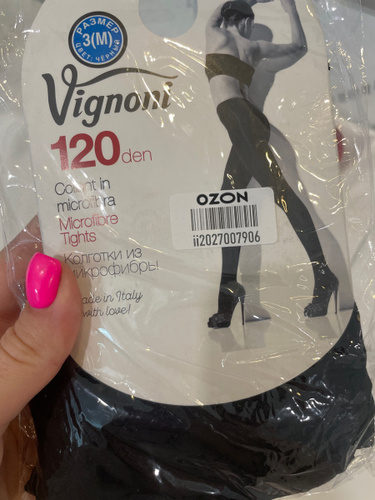 РАЗМЕР
3(M)
ЦВЕТ: ЧЕРНЫЙ
Vignoni
120 den
in
microfibra
Microfibre
Tights
Колготки из
микрофибры
made in Italy
with love!
OZON
ii2027007906